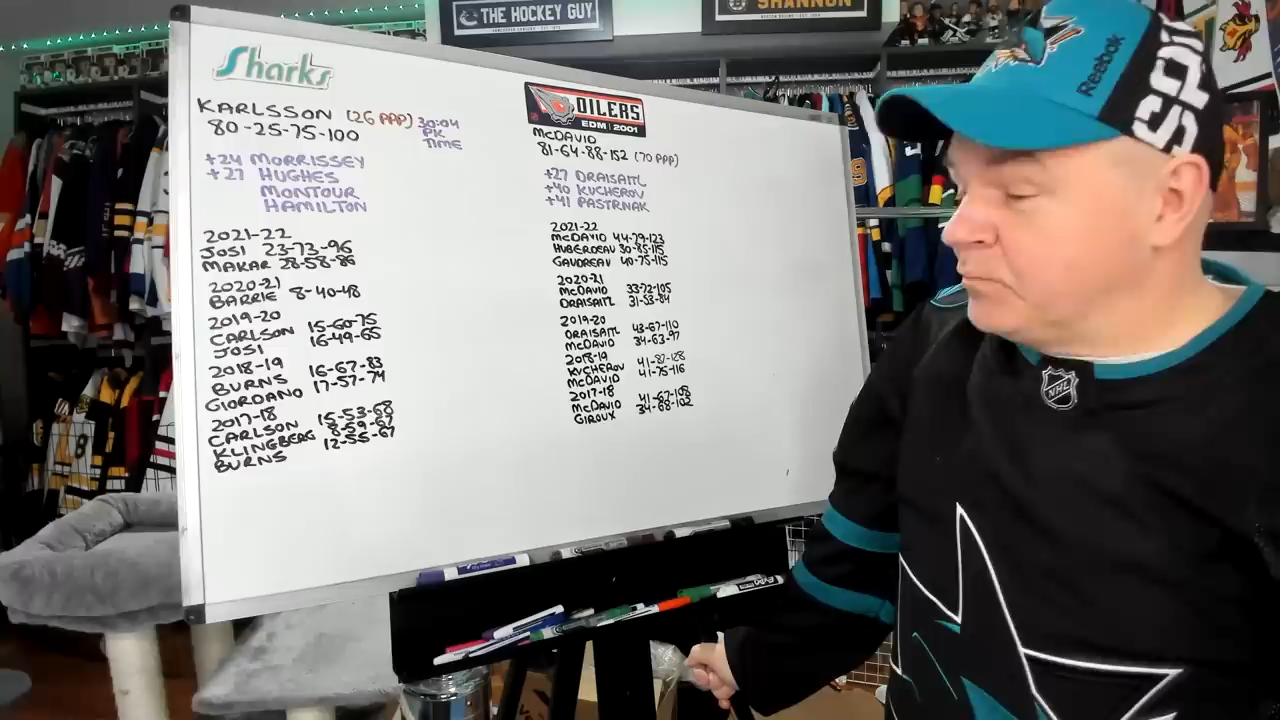 THE HOCKEY GUY
SHANNON
Sharks
KARLSSON (26 PPP) 30:04
80-25-75-100 PK
TIME
+24 MORRISSEY
+27 HUGHES
MONTOUR
HAMILTON
2021-22
JOSI 23-73-96
MAKAR 28-58-86
2020-21
BARRIE 8-40-48
2019-20
CARLSON 15-60-75
JOSI 16-49-65
2018-19
BURNS 16-67-83
GIORDANO 17-57-74
2017-18
CARLSON 15-53-68
KLINGBERG 8-59-67
BURNS 12-55-67
OILERS
EDM | 2001
McDAVID
81-64-88-152 (70 PPP)
+27 DRAISAITL
+40 KUCHEROV
+41 PASTRNAK
2021-22
McDAVID 44-79-123
HUBERDEAU 30-85-115
GAUDREAU 40-75-115
2020-21
McDAVID 33-72-105
DRAISAITL 31-53-84
2019-20
DRAISAITL 43-67-110
McDAVID 34-63-97
2018-19
KUCHEROV 41-87-128
McDAVID 41-75-116
2017-18
McDAVID 41-67-108
GIROUX 34-68-102
Reebok
NHL